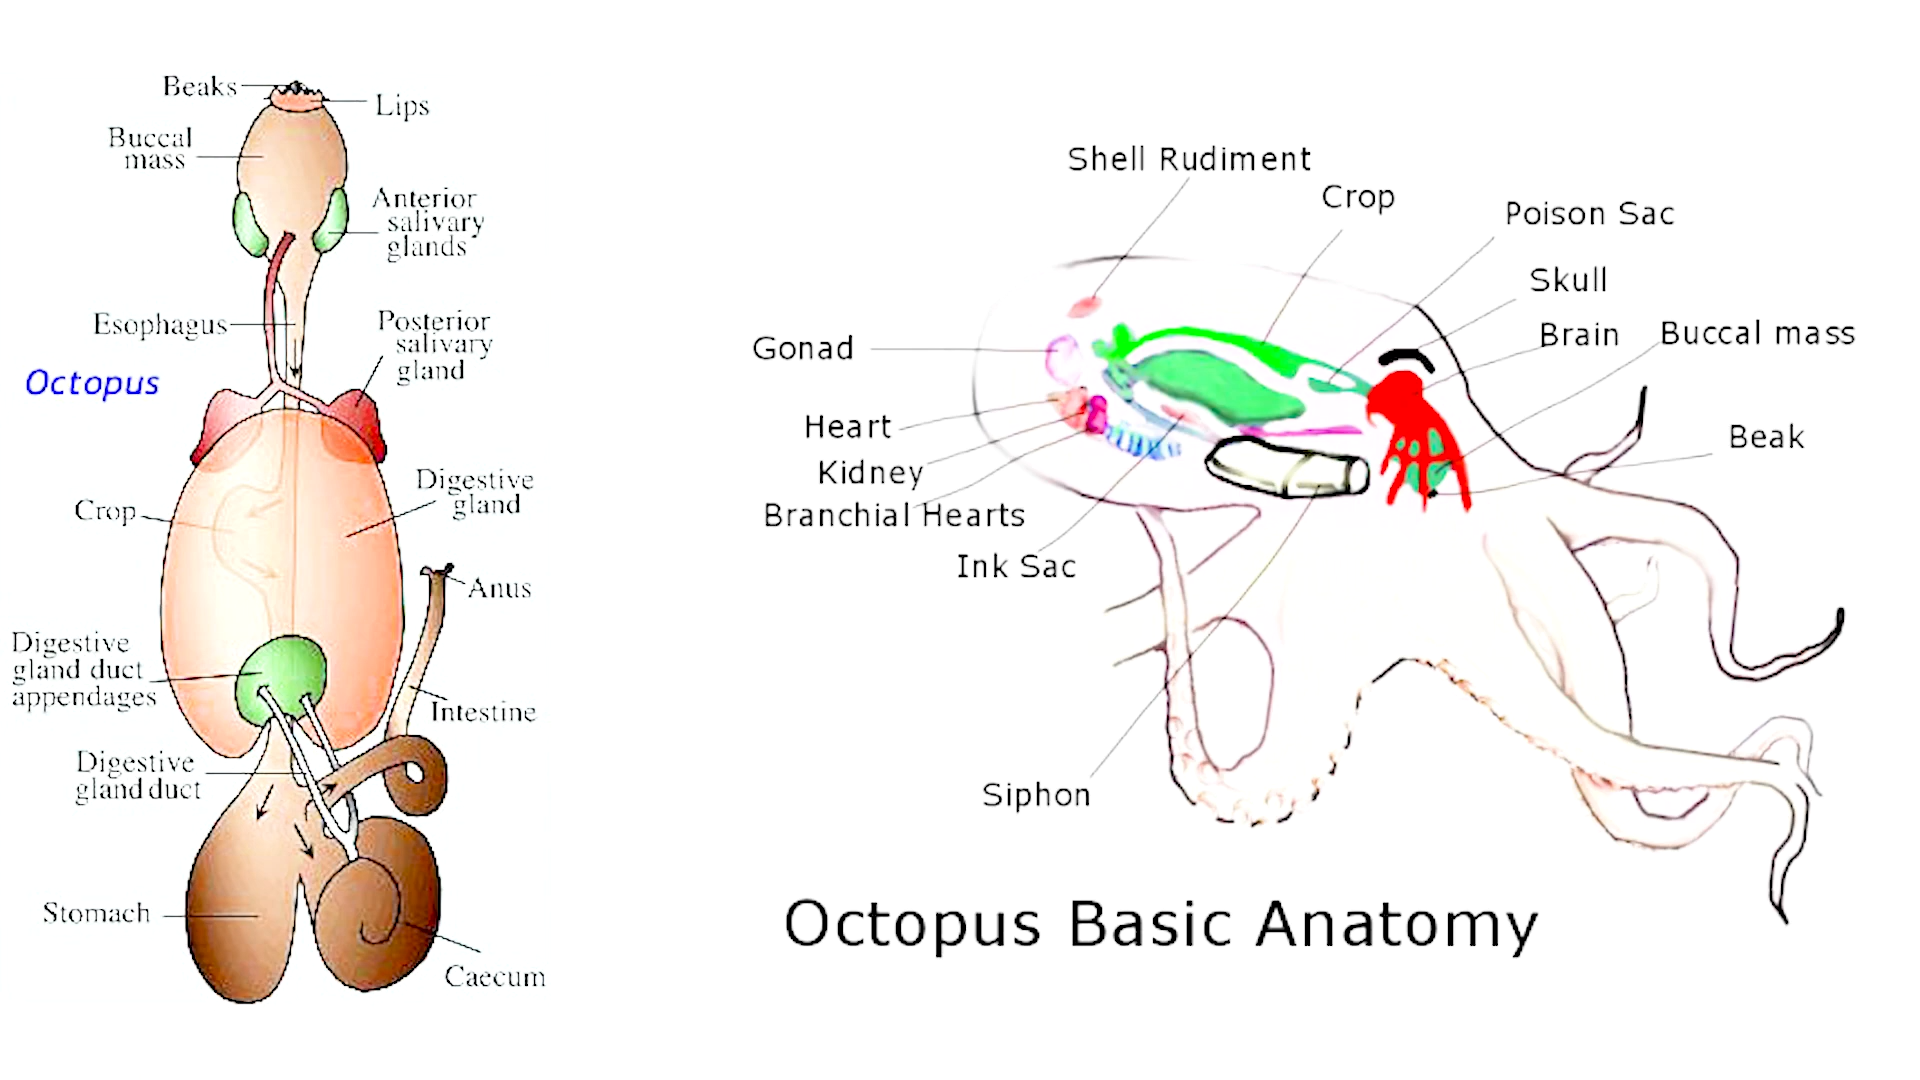 Beaks
Lips
Buccal
mass
Anterior
salivary
glands
Esophagus
Posterior
salivary
gland
Octopus
Crop
Digestive
gland
Anus
Digestive
gland duct
appendages
Intestine
Digestive
gland duct
Stomach
Caecum
Shell Rudiment
Crop
Poison Sac
Skull
Brain
Buccal mass
Gonad
Heart
Beak
Kidney
Branchial Hearts
Ink Sac
Siphon
Octopus Basic Anatomy